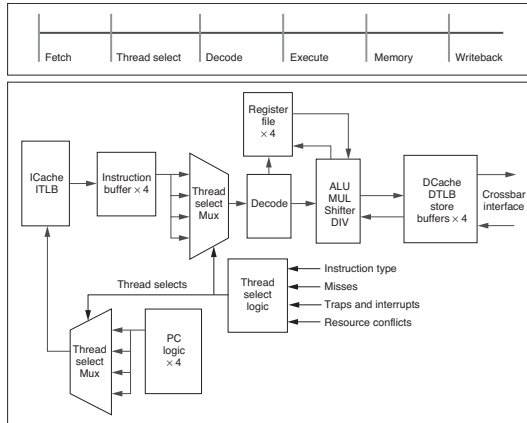 Fetch
Thread select
Decode
Execute
Memory
Writeback
Register
file
× 4
ICache
ITLB
Instruction
buffer × 4
Thread
select
Mux
Decode
ALU
MUL
Shifter
DIV
DCache
DTLB
store
buffers × 4
Crossbar
interface
Thread selects
Thread
select
logic
Instruction type
Misses
Traps and interrupts
Resource conflicts
Thread
select
Mux
PC
logic
× 4